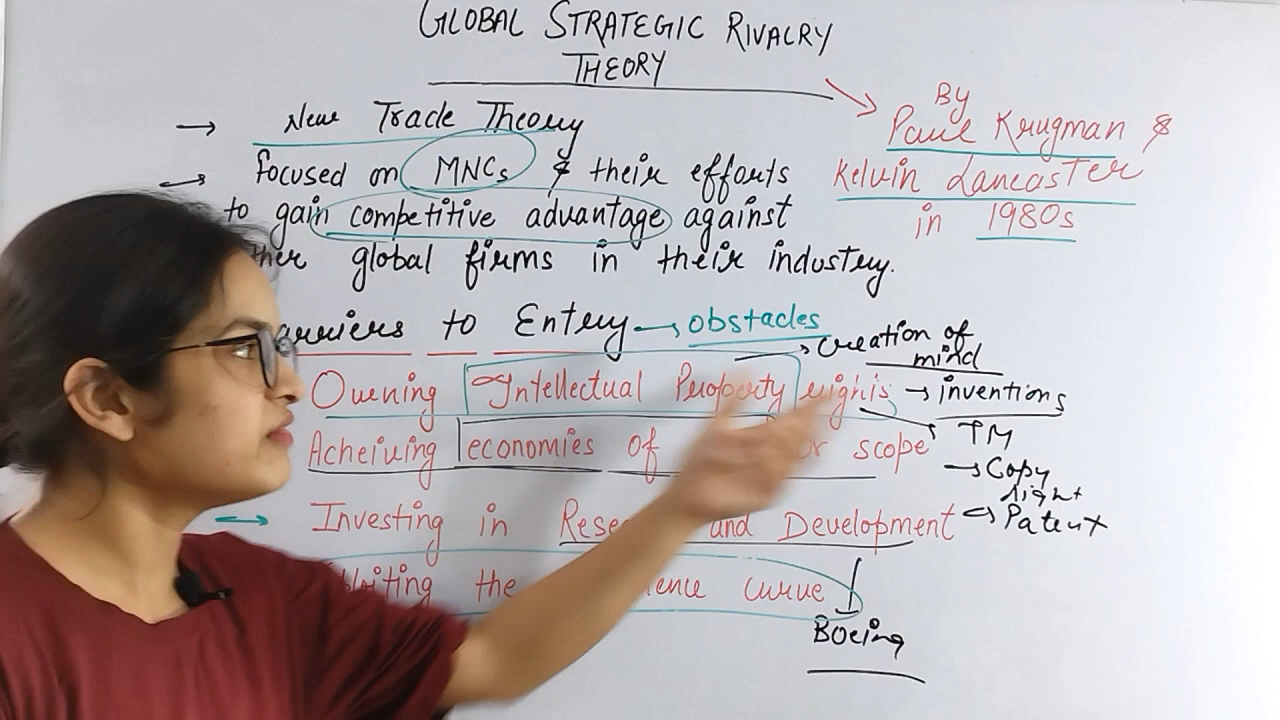 GLOBAL STRATEGIC RIVALRY
THEORY
→ New Trade Theory
→ focused on MNCs & their efforts
to gain competitive advantage against
global firms in their industry.
By
Paul Krugman &
Kelvin Lancaster
in 1980s
to Entry → obstacles
→ creation of
mind
Owning Intellectual Property rights → inventions
Acheiving economies of or scope
TM
→ Copy
right
→ Investing in and Development
→ Patent
the curve
Boeing